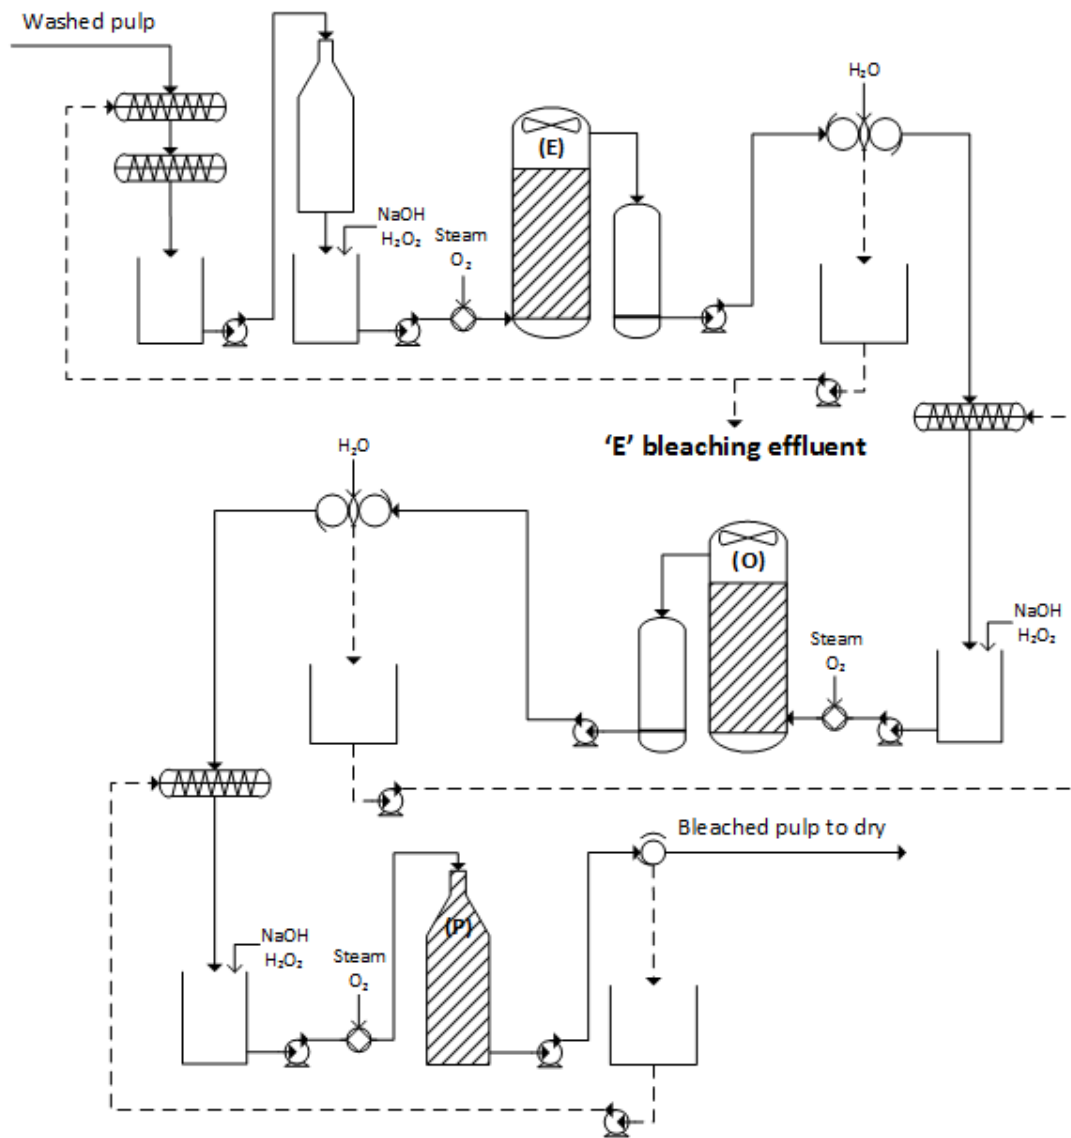 Washed pulp
H₂O
(E)
NaOH
H₂O₂
Steam
O₂
'E' bleaching effluent
H₂O
(O)
NaOH
H₂O₂
Steam
O₂
Bleached pulp to dry
(P)
NaOH
H₂O₂
Steam
O₂